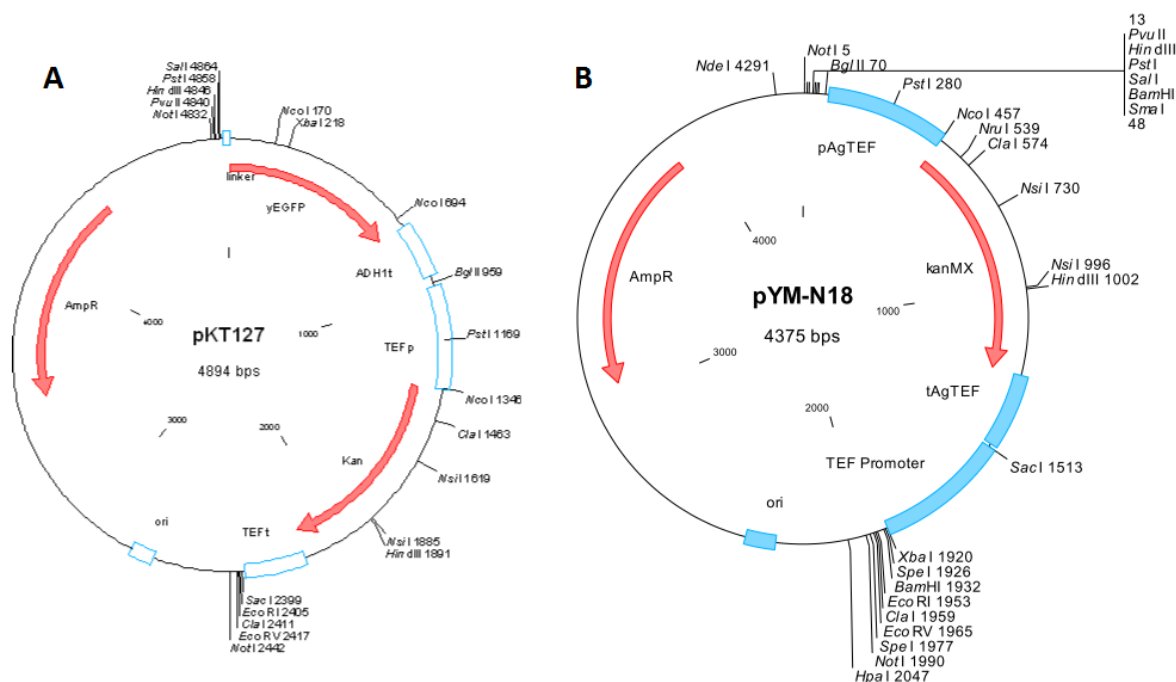 A
SalI 4864
PstI 4858
HindIII 4846
PvuII 4840
NotI 4832
NcoI 170
XbaI 218
linker
yEGFP
NcoI 694
ADH1t
BglII 959
AmpR
4000
pKT127
4894 bps
1000
PstI 1169
TEFp
NcoI 1346
3000
2000
ClaI 1463
Kan
NsiI 1619
ori
TEFt
NsiI 1885
HindIII 1891
SacI 2399
EcoRI 2405
ClaI 2411
EcoRV 2417
NotI 2442
B
NdeI 4291
NotI 5
BglII 70
13
PvuII
HindIII
PstI
SalI
BamHI
SmaI
48
PstI 280
NcoI 457
NruI 539
ClaI 574
pAgTEF
NsiI 730
4000
AmpR
kanMX
NsiI 996
HindIII 1002
pYM-N18
4375 bps
1000
3000
2000
tAgTEF
TEF Promoter
SacI 1513
ori
XbaI 1920
SpeI 1926
BamHI 1932
EcoRI 1953
ClaI 1959
EcoRV 1965
SpeI 1977
NotI 1990
HpaI 2047